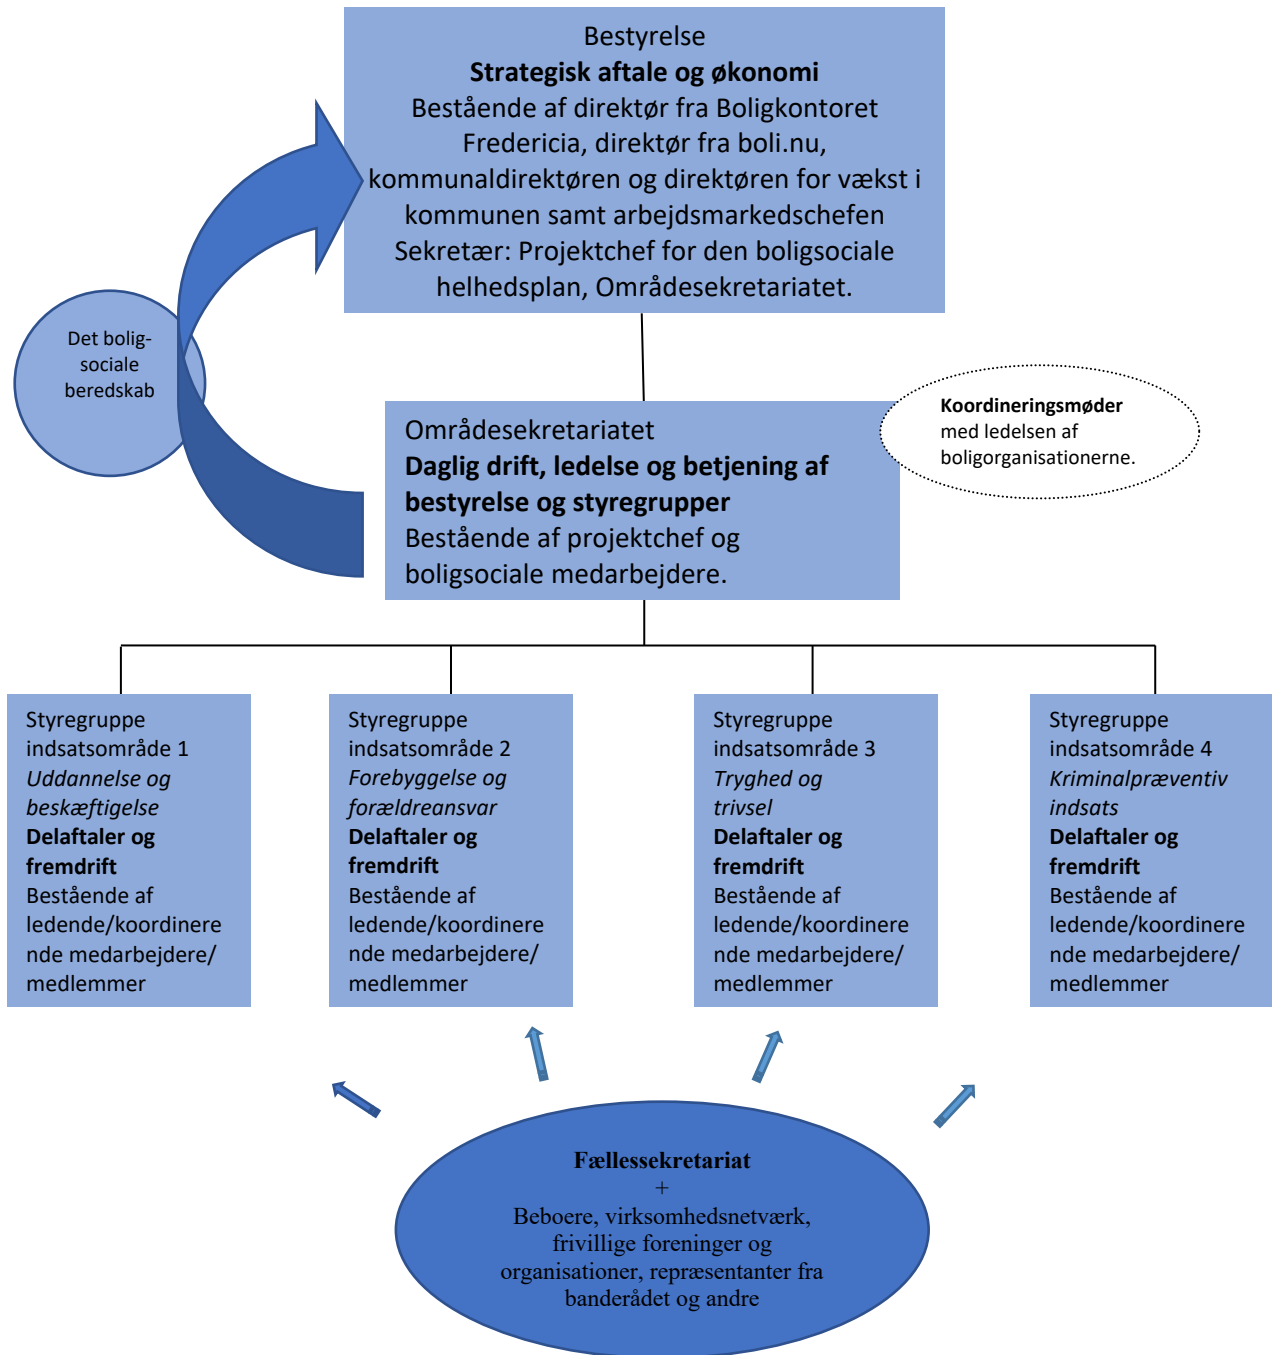 Bestyrelse
Strategisk aftale og økonomi
Bestående af direktør fra Boligkontoret
Fredericia, direktør fra boli.nu,
kommunaldirektøren og direktøren for vækst i
kommunen samt arbejdsmarkedschefen
Sekretær: Projektchef for den boligsociale
helhedsplan, Områdesekretariatet.
Det bolig-
sociale
beredskab
Koordineringsmøder
med ledelsen af
boligorganisationerne.
Områdesekretariatet
Daglig drift, ledelse og betjening af
bestyrelse og styregrupper
Bestående af projektchef og
boligsociale medarbejdere.
Styregruppe
indsatsområde 1
Uddannelse og
beskæftigelse
Delaftaler og
fremdrift
Bestående af
ledende/koordinere
nde medarbejdere/
medlemmer
Styregruppe
indsatsområde 2
Forebyggelse og
forældreansvar
Delaftaler og
fremdrift
Bestående af
ledende/koordinere
nde medarbejdere/
medlemmer
Styregruppe
indsatsområde 3
Tryghed og
trivsel
Delaftaler og
fremdrift
Bestående af
ledende/koordinere
nde medarbejdere/
medlemmer
Styregruppe
indsatsområde 4
Kriminalpræventiv
indsats
Delaftaler og
fremdrift
Bestående af
ledende/koordinere
nde medarbejdere/
medlemmer
Fællessekretariat
+
Beboere, virksomhedsnetværk,
frivillige foreninger og
organisationer, repræsentanter fra
banderådet og andre